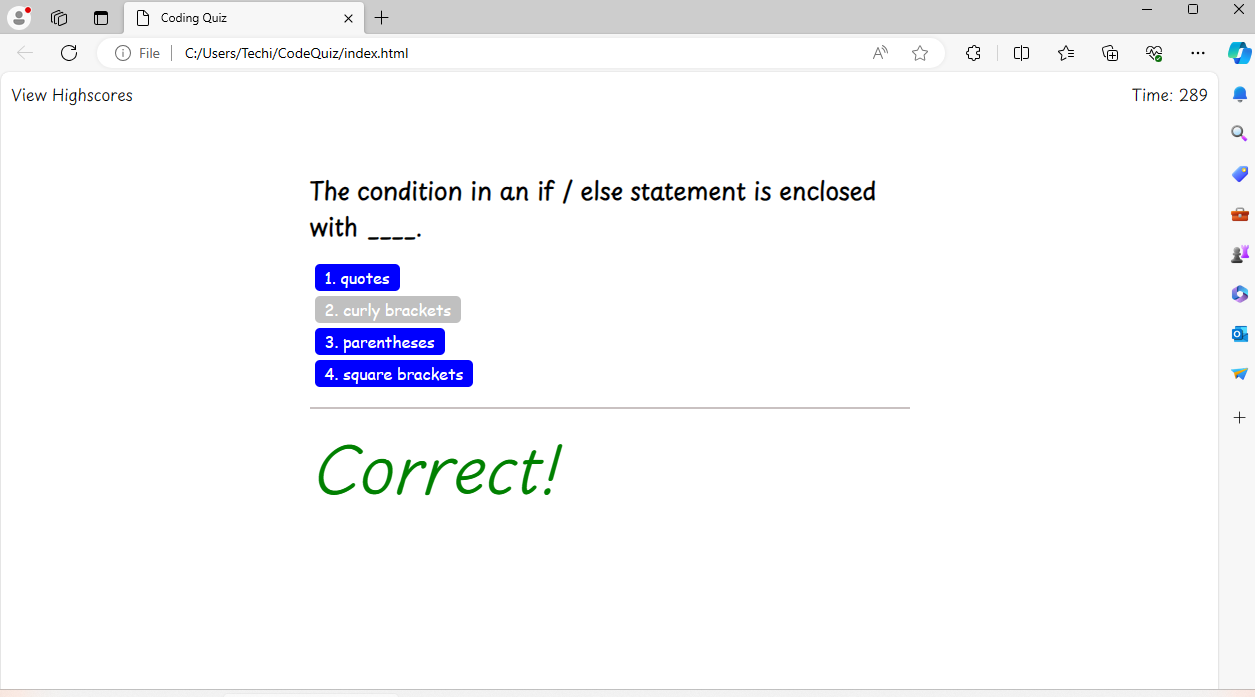 Coding Quiz
File
C:/Users/Techi/CodeQuiz/index.html
View Highscores
Time: 289
The condition in an if / else statement is enclosed
with ____.
1. quotes
2. curly brackets
3. parentheses
4. square brackets
Correct!